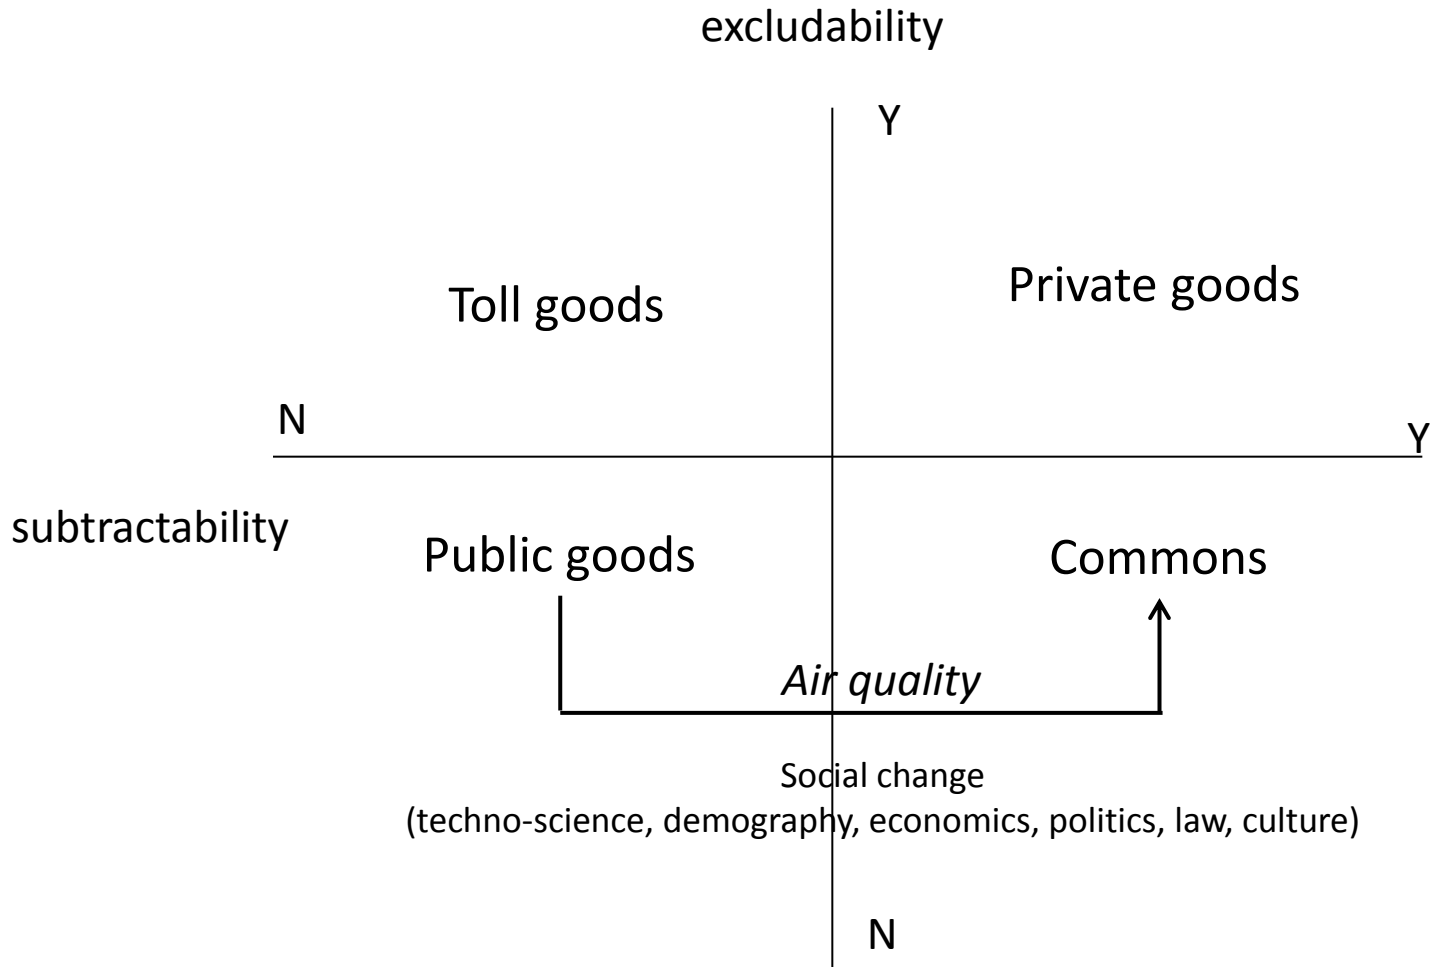 excludability
Y
Toll goods
Private goods
N
Y
subtractability
Public goods
Commons
Air quality
Social change
(techno-science, demography, economics, politics, law, culture)
N